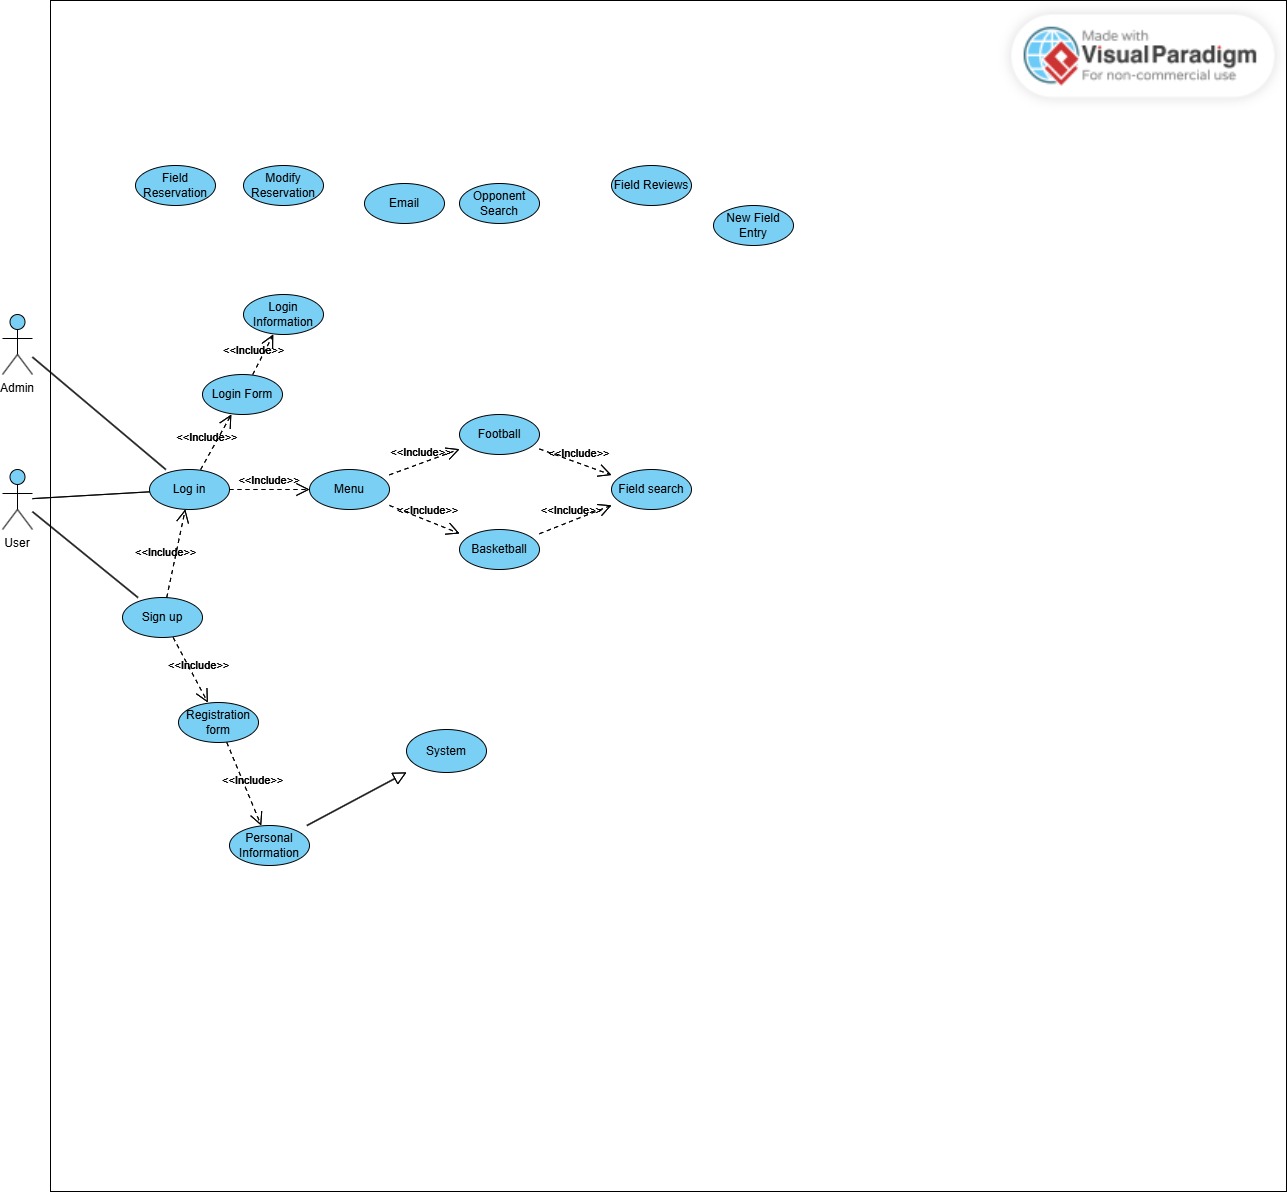 Made with
Visual Paradigm
For non-commercial use
Field
Reservation
Modify
Reservation
Email
Opponent
Search
Field Reviews
New Field
Entry
Login
Information
<<Include>>
Admin
Login Form
<<Include>>
Football
<<Include>>
<<Include>>
<<Include>>
Log in
Menu
Field search
<<Include>>
<<Include>>
User
Basketball
<<Include>>
Sign up
<<Include>>
Registration
form
System
<<Include>>
Personal
Information